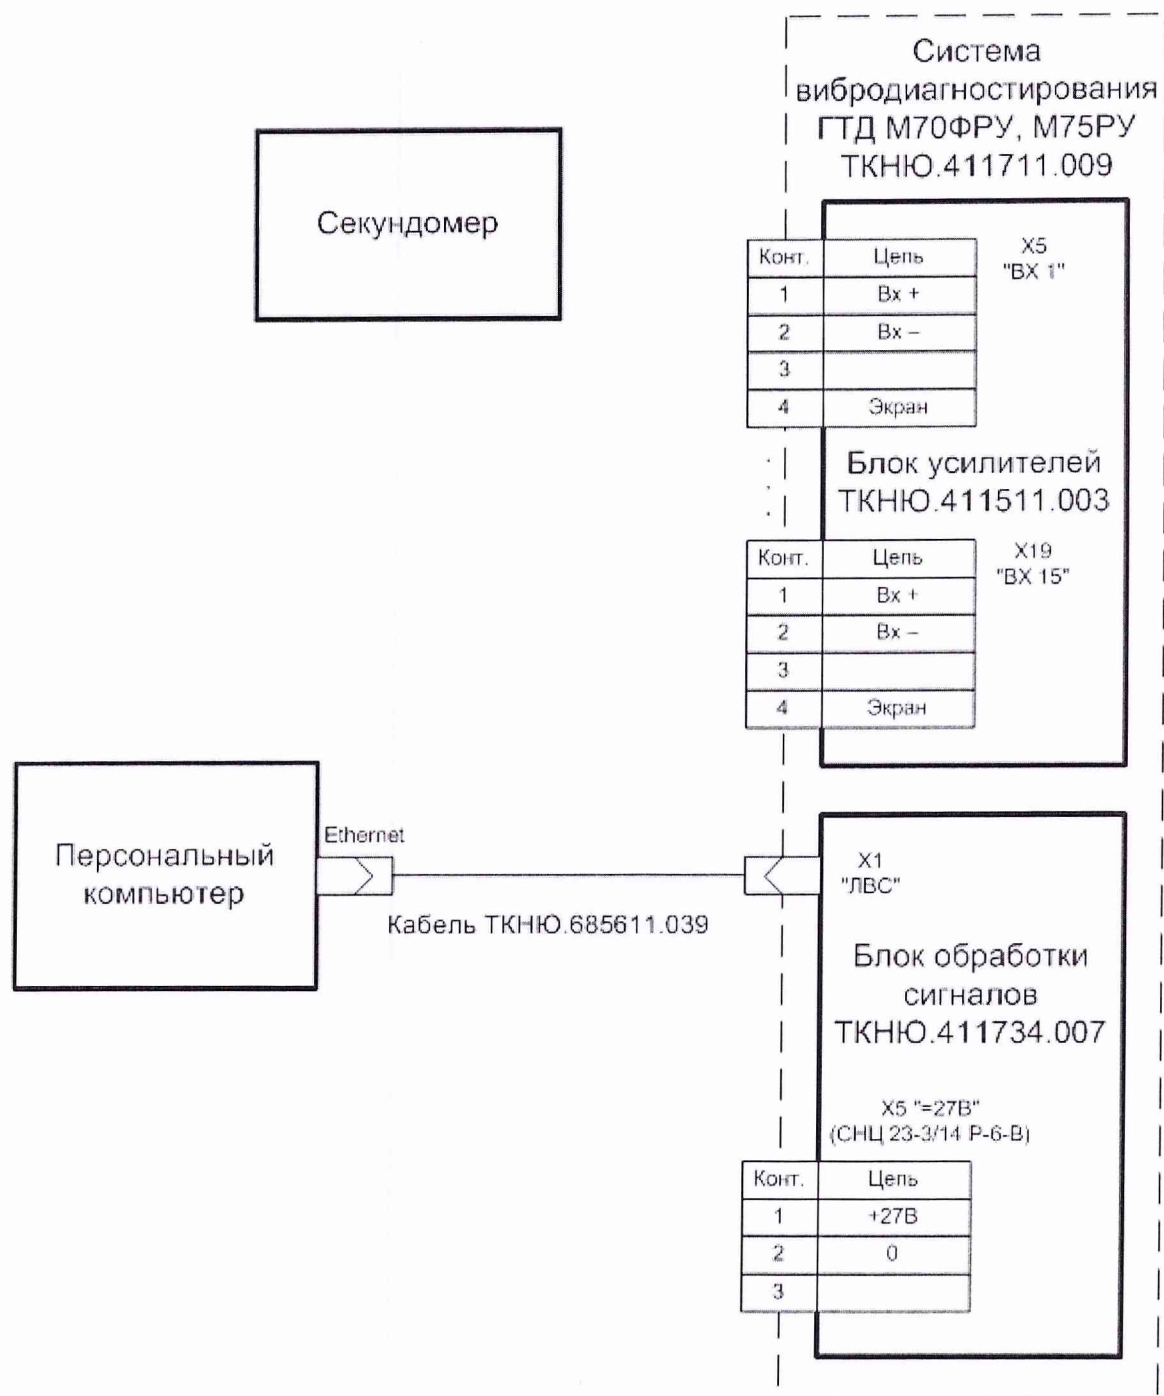 Система
вибродиагностирования
ГТД М70ФРУ, М75РУ
ТКНЮ.411711.009
Секундомер
Конт. Цепь
1 Вх +
2 Вх –
3
4 Экран
X5
"ВХ 1"
Блок усилителей
ТКНЮ.411511.003
Конт. Цепь
1 Вх +
2 Вх –
3
4 Экран
X19
"ВХ 15"
Персональный
компьютер
Ethernet
Кабель ТКНЮ.685611.039
X1
"ЛВС"
Блок обработки
сигналов
ТКНЮ.411734.007
X5 "=27В"
(СНЦ 23-3/14 Р-6-В)
Конт. Цепь
1 +27В
2 0
3